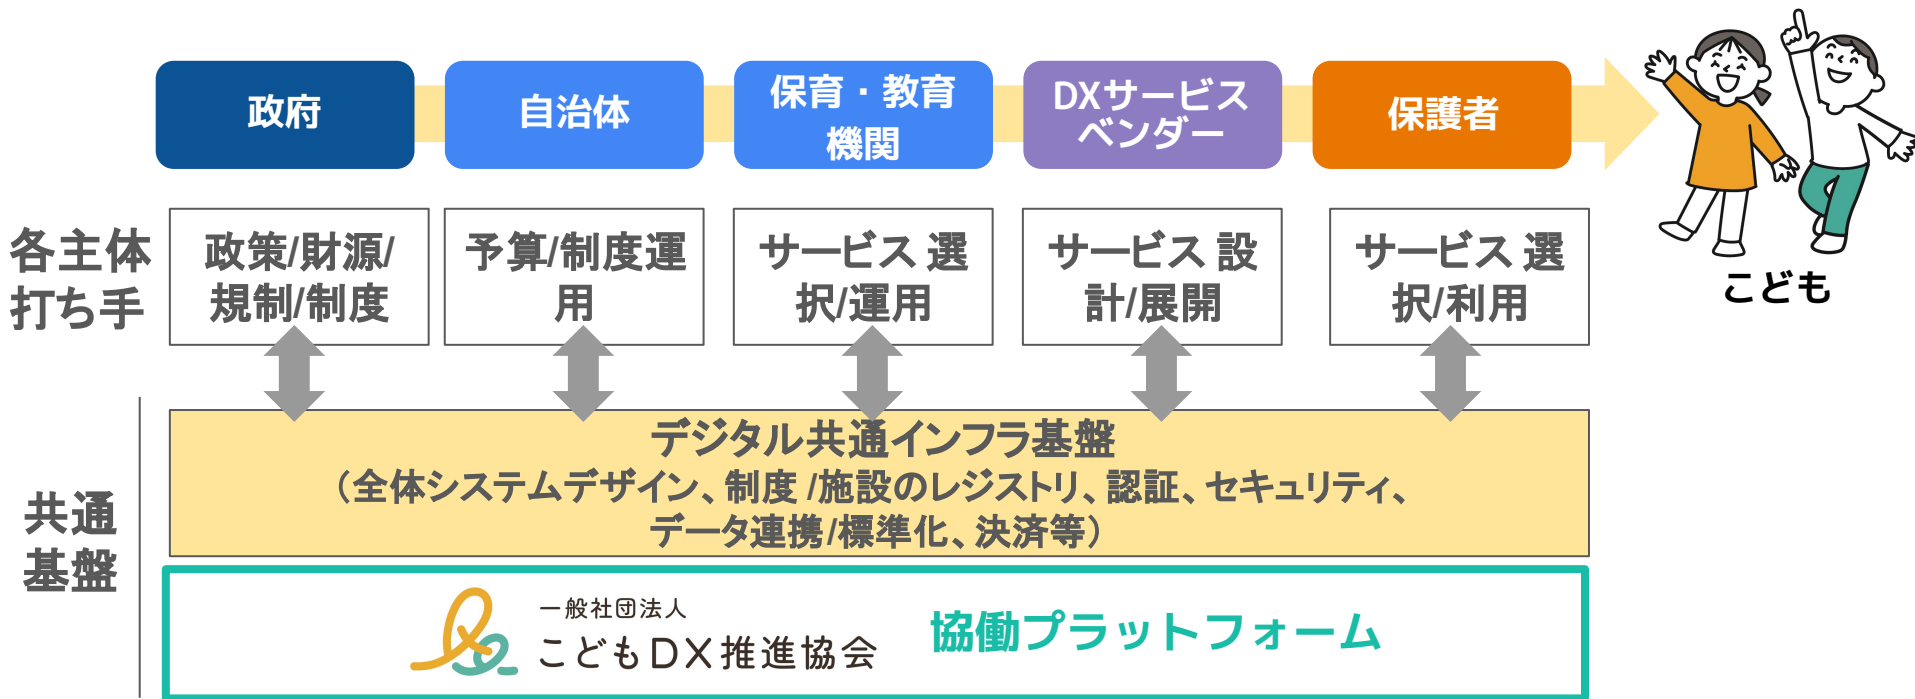 政府
自治体
保育・教育
機関
DXサービス
ベンダー
保護者
各主体
打ち手
政策/財源/
規制/制度
予算/制度運
用
サービス 選
択/運用
サービス 設
計/展開
サービス 選
択/利用
こども
共通
基盤
デジタル共通インフラ基盤
（全体システムデザイン、制度 /施設のレジストリ、認証、セキュリティ、
データ連携/標準化、決済等）
一般社団法人
こどもDX推進協会
協働プラットフォーム